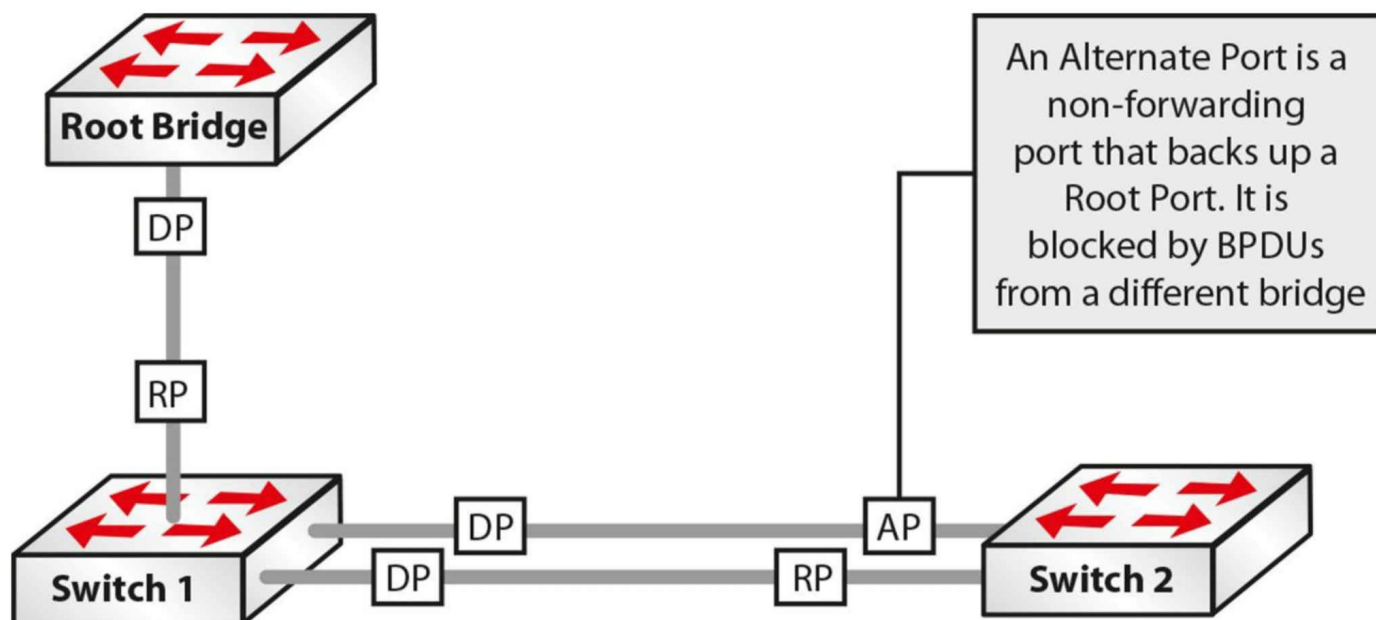 Root Bridge
DP
RP
An Alternate Port is a
non-forwarding
port that backs up a
Root Port. It is
blocked by BPDUs
from a different bridge
DP
AP
DP
RP
Switch 1
Switch 2